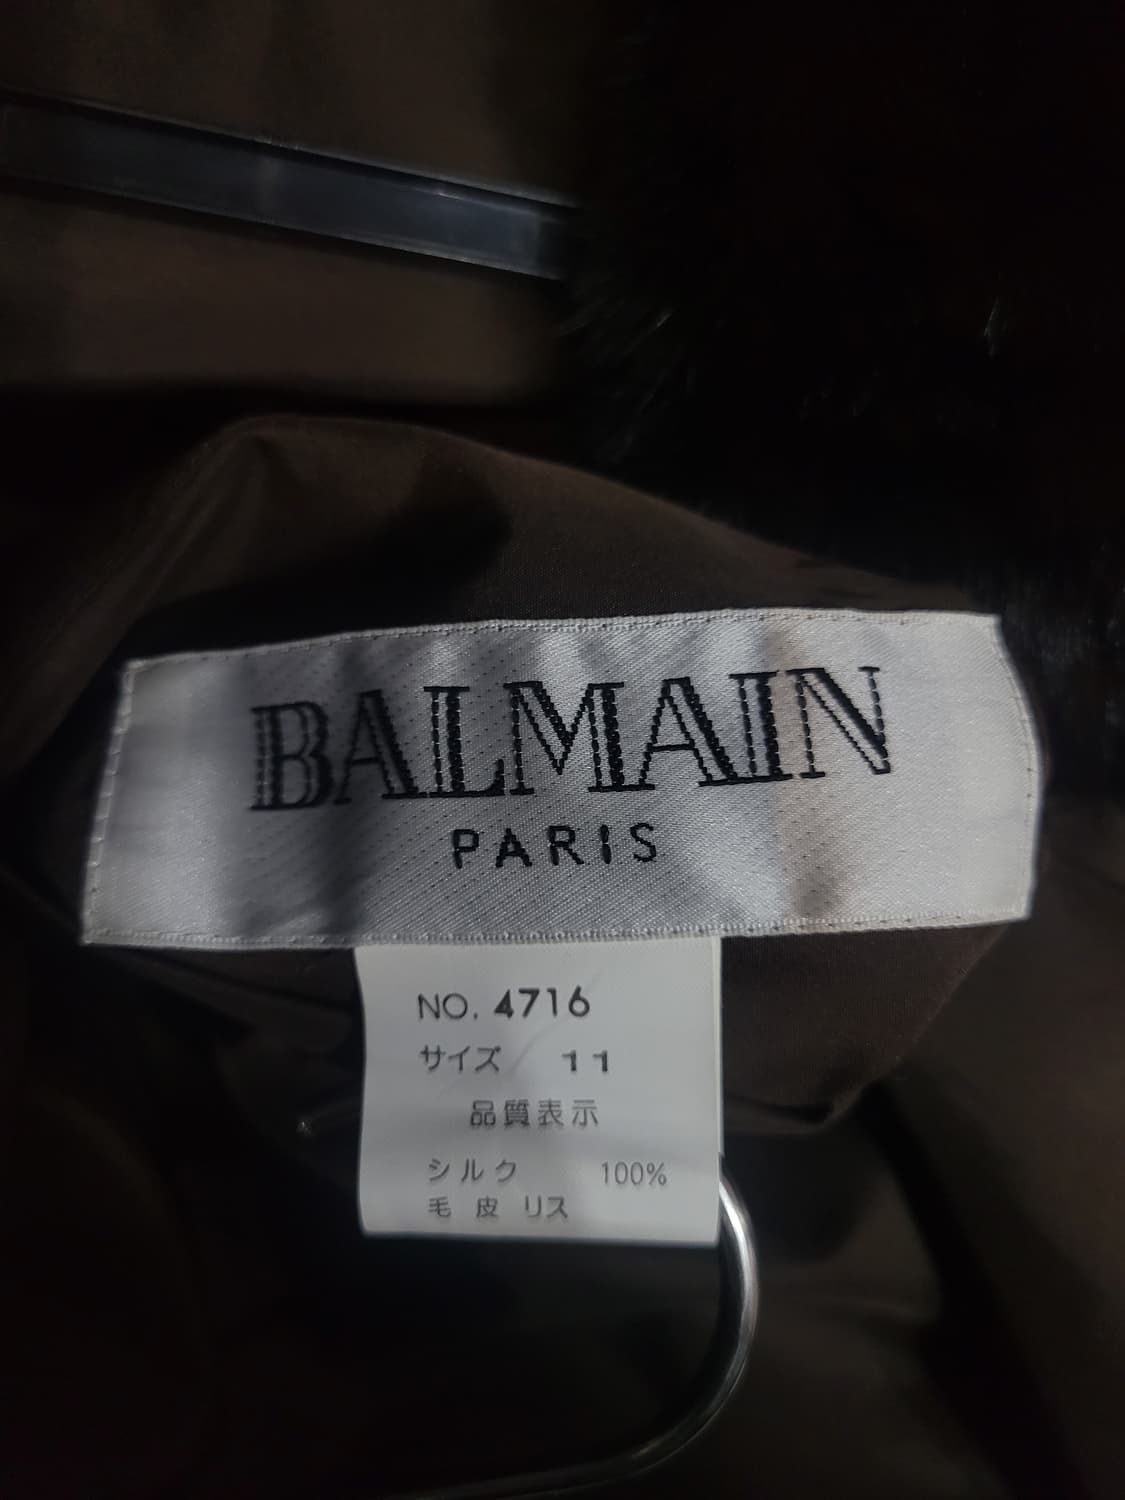 BALMAIN
PARIS
NO. 4716
サイズ 11
品質表示
シルク 100%
毛皮 リス